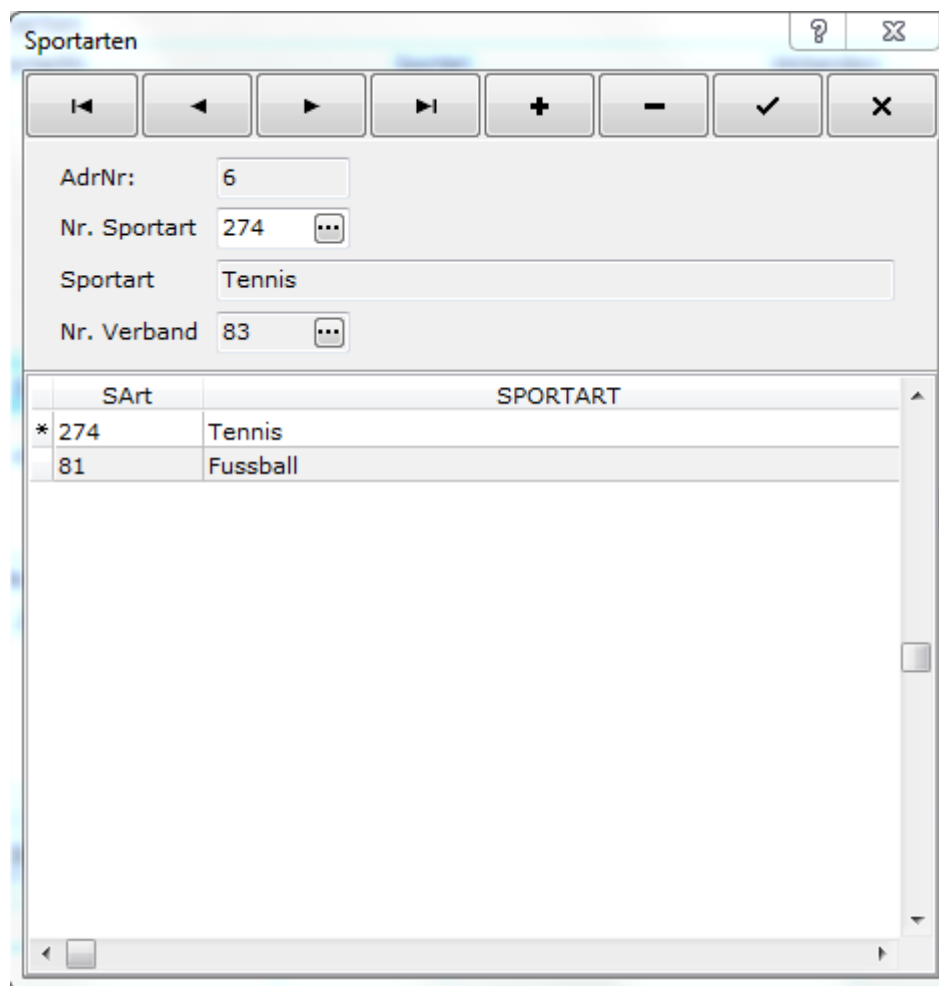 Sportarten
AdrNr: 6
Nr. Sportart 274 ...
Sportart Tennis
Nr. Verband 83 ...
SArt SPORTART
* 274 Tennis
81 Fussball